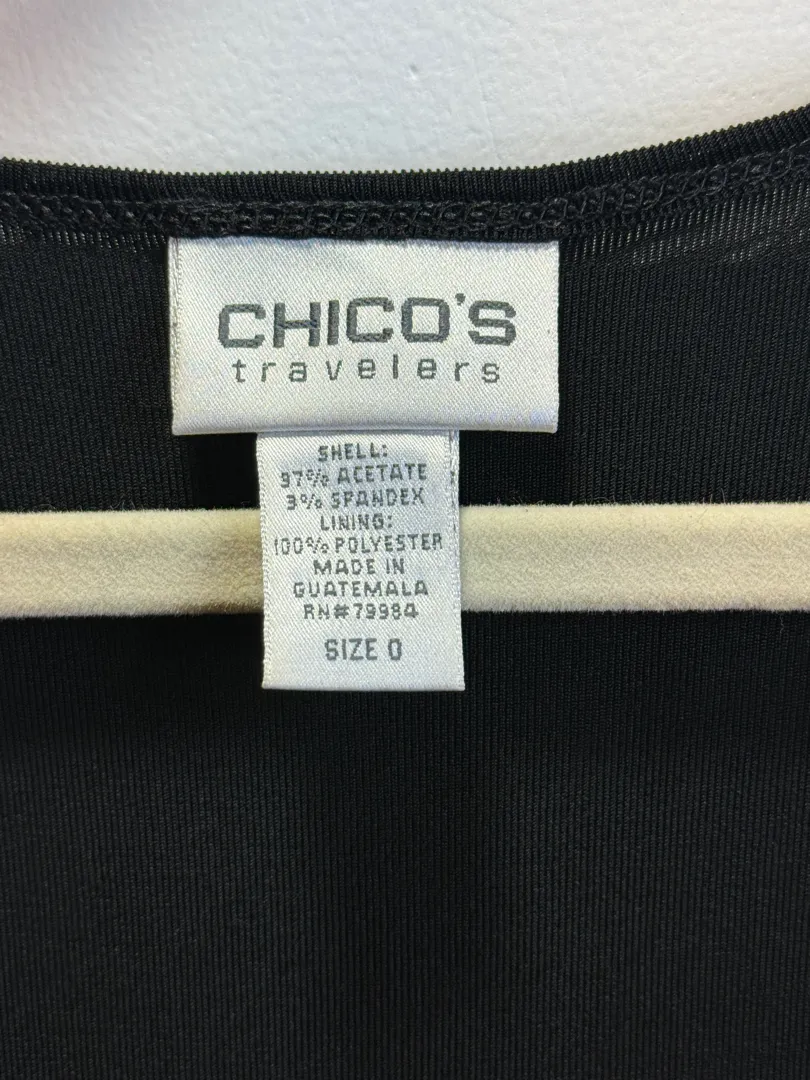 CHICO'S
travelers
SHELL:
97% ACETATE
3% SPANDEX
LINING:
100% POLYESTER
MADE IN
GUATEMALA
RN#79984
SIZE 0